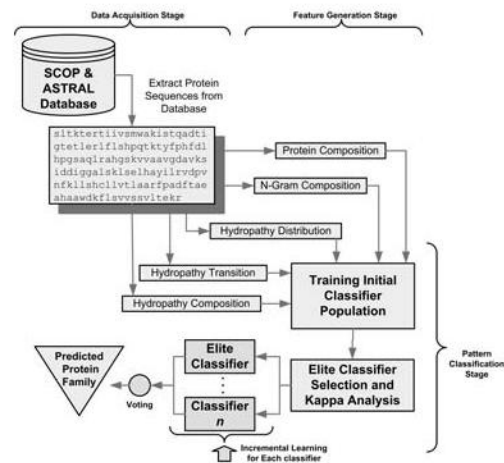 Data Acquisition Stage
Feature Generation Stage
SCOP &
ASTRAL
Database
Extract Protein
Sequences from
Database
sltktertiivsmwakistqadti
gtetlerlflshpqtktyfphfdl
hpgsaqlrahgskvvaavgdavks
iddiggalsklselhayilrvdpv
nfkllshcllvtlaarfpadftae
ahaawdkflsvvssvltekr
Protein Composition
N-Gram Composition
Hydropathy Distribution
Hydropathy Transition
Hydropathy Composition
Training Initial
Classifier
Population
Elite Classifier
Selection and
Kappa Analysis
Pattern
Classification
Stage
Elite
Classifier
Classifier
n
Predicted
Protein
Family
Voting
Incremental Learning
for Each classifier